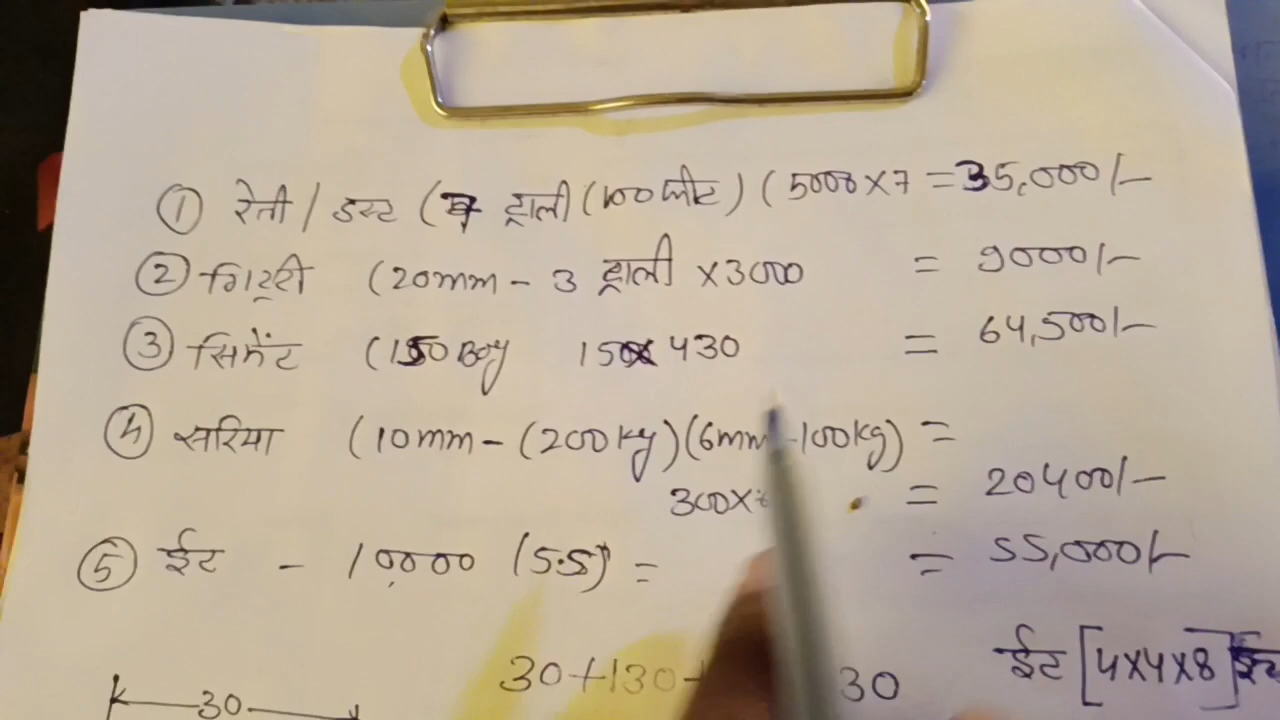 ① रेती / डस्ट (7 ट्राली (100 फीट) (5000×7 = 35,000/-
② गिट्टी (20mm - 3 ट्राली ×3000 = 9000/-
③ सिमेंट (150 Bag 150×430 = 64,500/-
④ सरिया (10mm - (200kg) (6mm - 100kg) =
300× = 20400/-
⑤ ईट - 10,000 (5.5) = = 55,000/-
ईट [4×4×8]
30+130+ 30
30